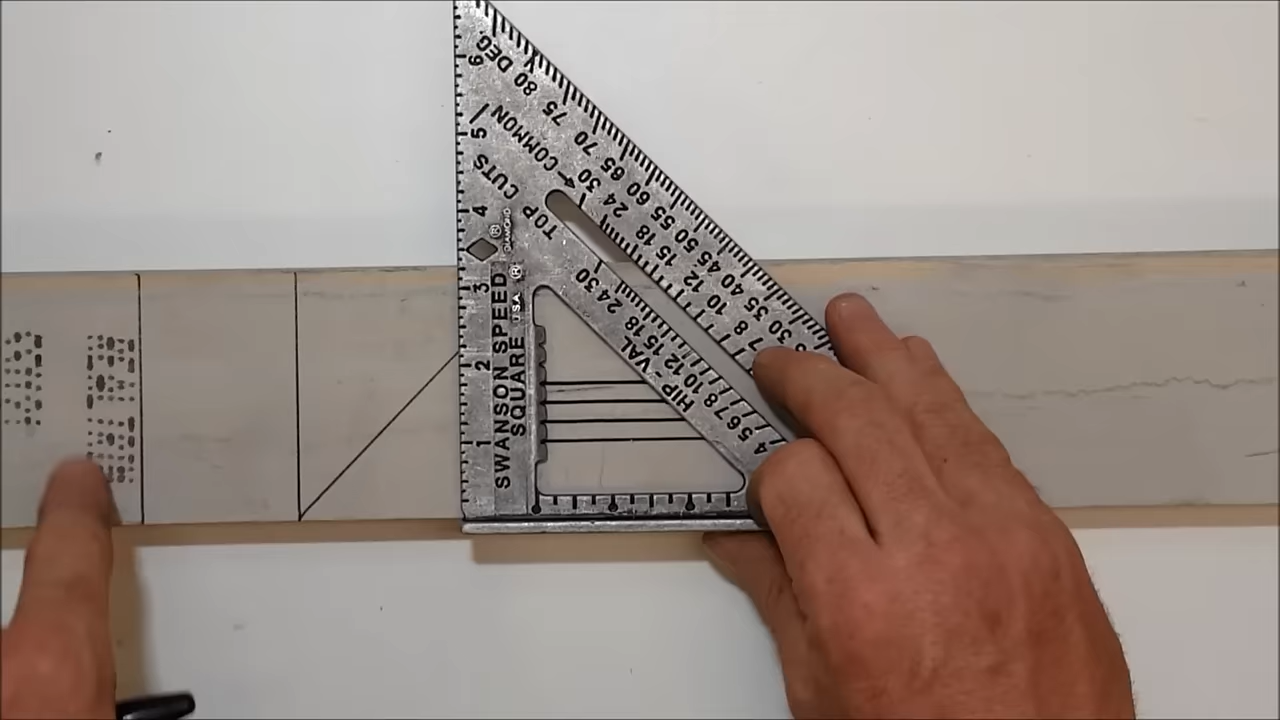 DEG 80 75 70 65 60 55 50 45 40 35 30
COMMON 30 24 18 15 12 10 8 7
TOP CUTS
HIP - VAL 30 24 18 15 12 10 8 7 6 5 4
6
5
4
3
2
1
DIAMOND ®
SWANSON SPEED ®
SQUARE U.S.A.